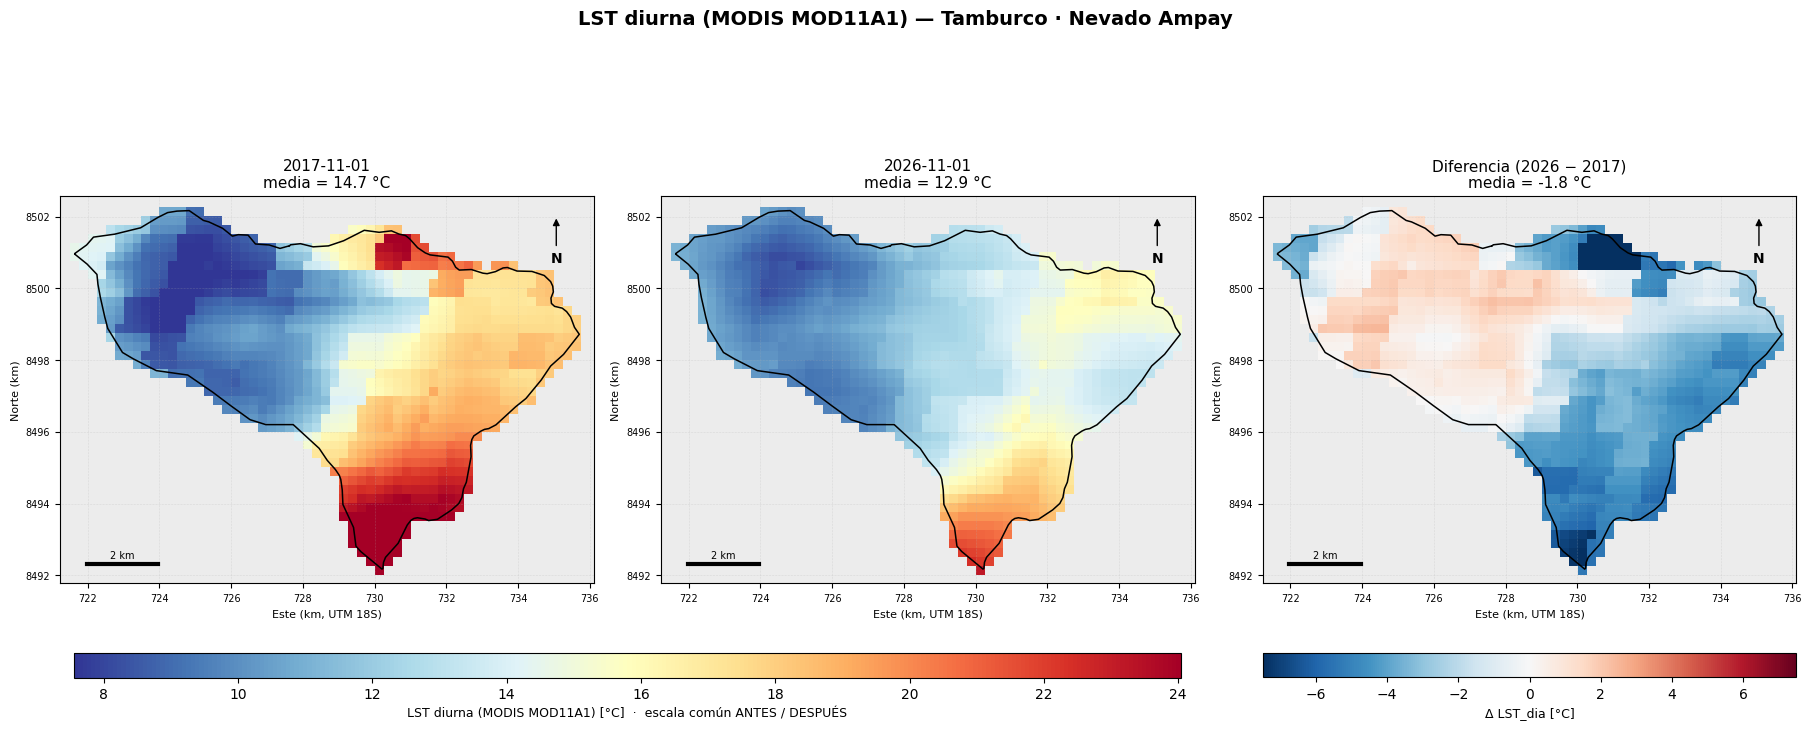 LST diurna (MODIS MOD11A1) — Tamburco · Nevado Ampay
2017-11-01
media = 14.7 °C
8502
8500
8498
8496
8494
8492
Norte (km)
N
2 km
722 724 726 728 730 732 734 736
Este (km, UTM 18S)
2026-11-01
media = 12.9 °C
8502
8500
8498
8496
8494
8492
Norte (km)
N
2 km
722 724 726 728 730 732 734 736
Este (km, UTM 18S)
Diferencia (2026 − 2017)
media = -1.8 °C
8502
8500
8498
8496
8494
8492
Norte (km)
N
2 km
722 724 726 728 730 732 734 736
Este (km, UTM 18S)
8 10 12 14 16 18 20 22 24
LST diurna (MODIS MOD11A1) [°C] · escala común ANTES / DESPUÉS
−6 −4 −2 0 2 4 6
Δ LST_dia [°C]